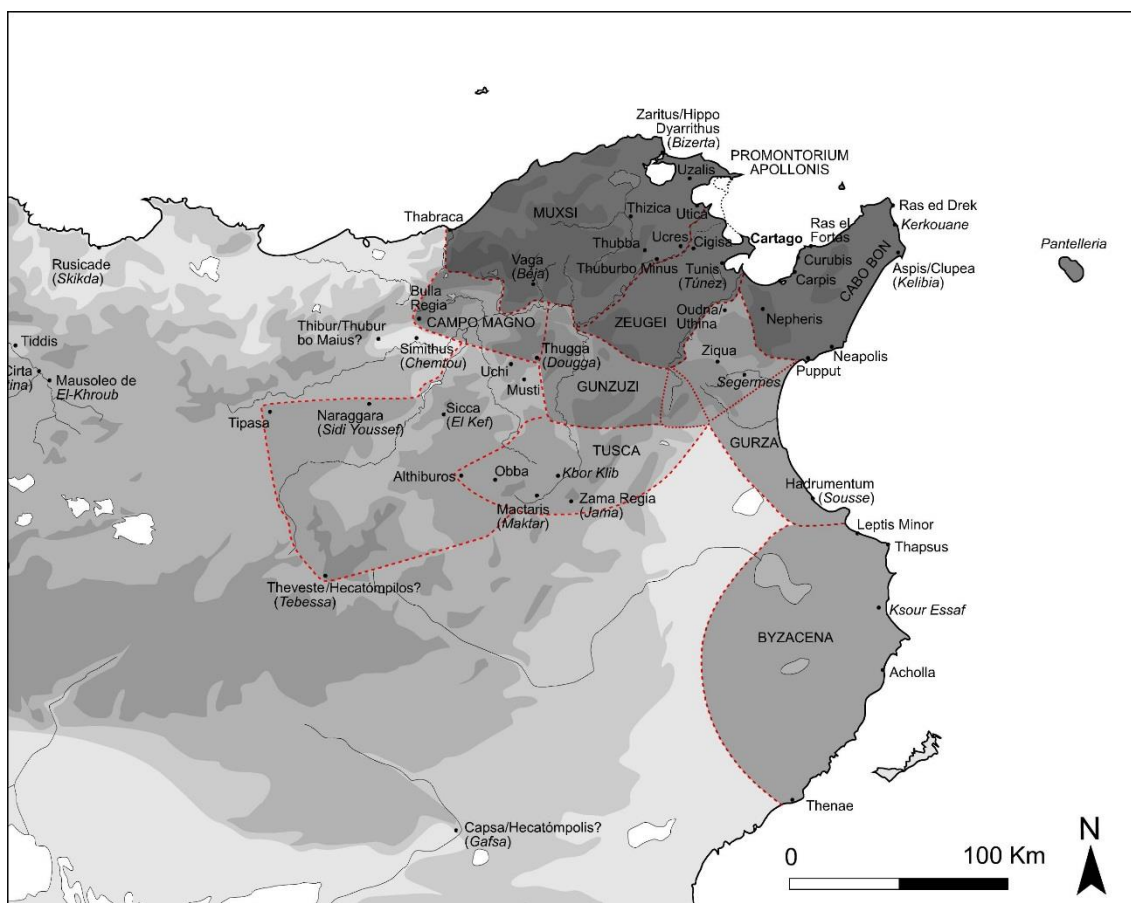 Zaritus/Hippo
Dyarrithus
(Bizerta)
PROMONTORIUM
APOLLONIS
Uzalis
Ras ed Drek
MUXSI
Thizica
Utica
Kerkouane
Thabraca
Ras el
Fortas
Cartago
Ucres
Cigisa
Thubba
Curubis
Pantelleria
Rusicade
(Skikda)
Vaga
(Béja)
Thuburbo Minus
Tunis
(Túnez)
Carpis
CABO BON
Aspis/Clupea
(Kelibia)
Bulla
Regia
CAMPO MAGNO
ZEUGEI
Oudna/
Uthina
Nepheris
Thibur/Thubur
bo Maius?
Tiddis
Simithus
(Chemtou)
Thugga
(Dougga)
Ziqua
Neapolis
Pupput
Cirta
tina)
Mausoleo de
El-Khroub
Uchi
Musti
GUNZUZI
Segermes
Naraggara
(Sidi Youssef)
Sicca
(El Kef)
Tipasa
TUSCA
GURZA
Althiburos
Obba
Kbor Klib
Hadrumentum
(Sousse)
Mactaris
(Maktar)
Zama Regia
(Jama)
Leptis Minor
Thapsus
Theveste/Hecatómpilos?
(Tebessa)
Ksour Essaf
BYZACENA
Acholla
Thenae
Capsa/Hecatómpolis?
(Gafsa)
N
0
100 Km